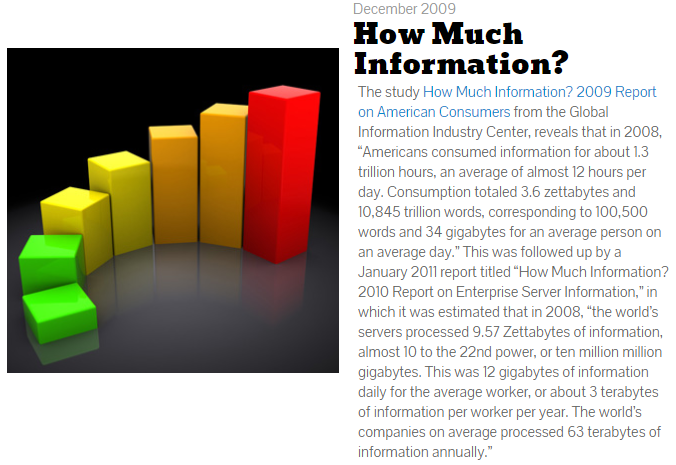 December 2009
How Much
Information?
The study How Much Information? 2009 Report
on American Consumers from the Global
Information Industry Center, reveals that in 2008,
“Americans consumed information for about 1.3
trillion hours, an average of almost 12 hours per
day. Consumption totaled 3.6 zettabytes and
10,845 trillion words, corresponding to 100,500
words and 34 gigabytes for an average person on
an average day.” This was followed up by a
January 2011 report titled “How Much Information?
2010 Report on Enterprise Server Information,” in
which it was estimated that in 2008, “the world’s
servers processed 9.57 Zettabytes of information,
almost 10 to the 22nd power, or ten million million
gigabytes. This was 12 gigabytes of information
daily for the average worker, or about 3 terabytes
of information per worker per year. The world’s
companies on average processed 63 terabytes of
information annually.”